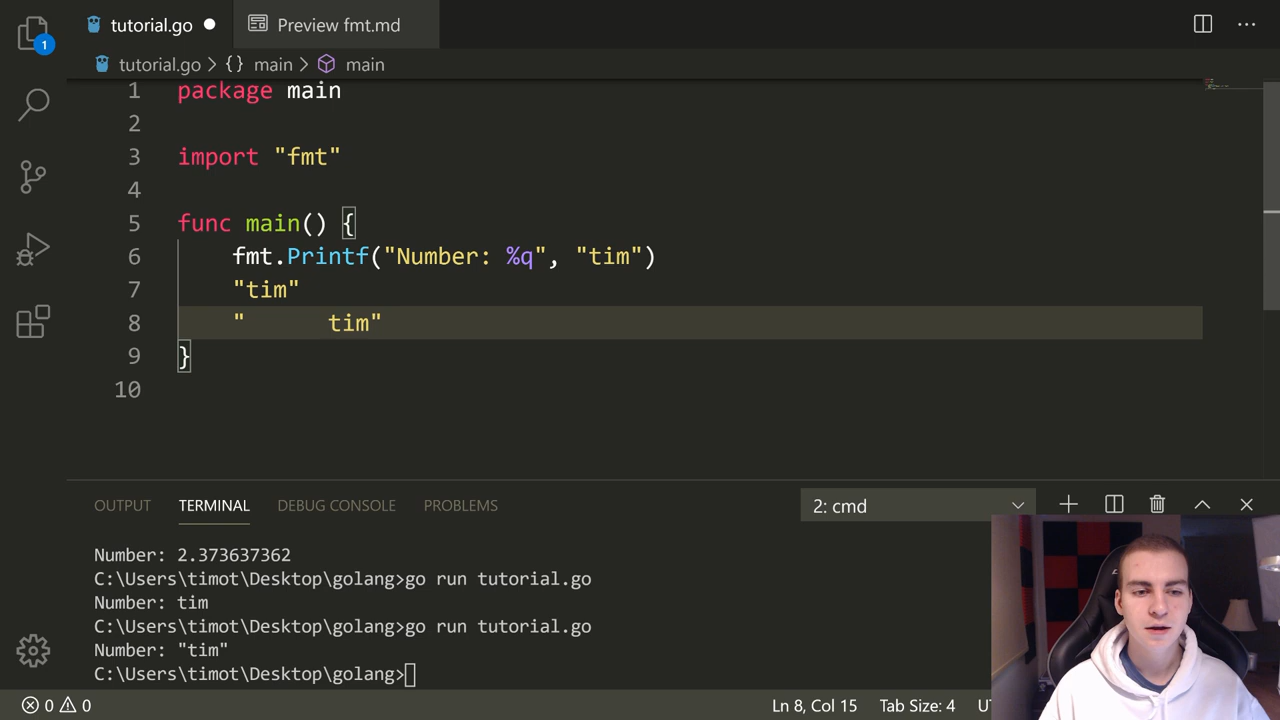 1
tutorial.go
Preview fmt.md
tutorial.go > {} main > main
1 package main
2
3 import "fmt"
4
5 func main() {
6 fmt.Printf("Number: %q", "tim")
7 "tim"
8 "      tim"
9 }
10
OUTPUT TERMINAL DEBUG CONSOLE PROBLEMS 2: cmd
Number: 2.373637362
C:\Users\timot\Desktop\golang>go run tutorial.go
Number: tim
C:\Users\timot\Desktop\golang>go run tutorial.go
Number: "tim"
C:\Users\timot\Desktop\golang>
0 0 Ln 8, Col 15 Tab Size: 4